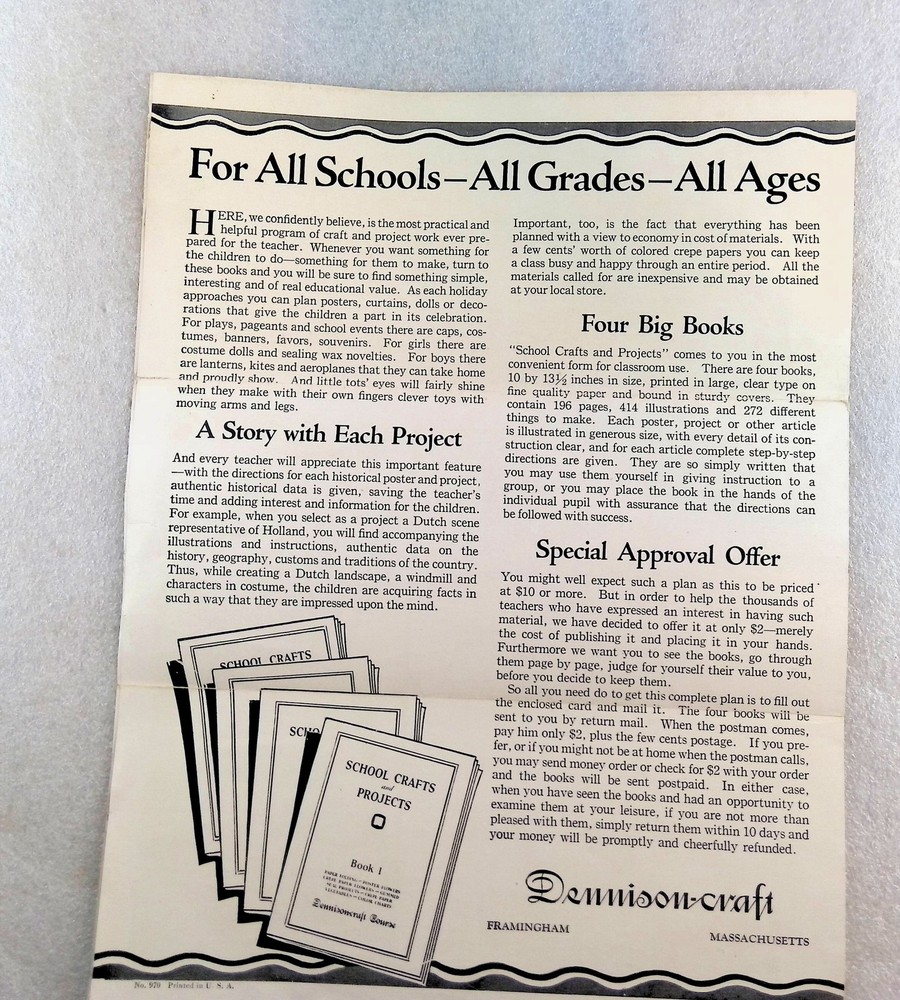 For All Schools—All Grades—All Ages
HERE, we confidently believe, is the most practical and
helpful program of craft and project work ever pre-
pared for the teacher. Whenever you want something for
the children to do—something for them to make, turn to
these books and you will be sure to find something simple,
interesting and of real educational value. As each holiday
approaches you can plan posters, curtains, dolls or deco-
rations that give the children a part in its celebration.
For plays, pageants and school events there are caps, cos-
tumes, banners, favors, souvenirs. For girls there are
costume dolls and sealing wax novelties. For boys there
are lanterns, kites and aeroplanes that they can take home
and proudly show. And little tots' eyes will fairly shine
when they make with their own fingers clever toys with
moving arms and legs.
A Story with Each Project
And every teacher will appreciate this important feature
—with the directions for each historical poster and project,
authentic historical data is given, saving the teacher's
time and adding interest and information for the children.
For example, when you select as a project a Dutch scene
representative of Holland, you will find accompanying the
illustrations and instructions, authentic data on the
history, geography, customs and traditions of the country.
Thus, while creating a Dutch landscape, a windmill and
characters in costume, the children are acquiring facts in
such a way that they are impressed upon the mind.
SCHOOL CRAFTS
SCHO
SCHOOL CRAFTS
and
PROJECTS
Book 1
PAPER FOLDING—POSTER FLOWERS
CREPE PAPER FLOWERS—GUMMED
SEAL PROJECTS—CREPE PAPER
VEGETABLES—COLOR CHARTS
Dennisoncraft Course
Important, too, is the fact that everything has been
planned with a view to economy in cost of materials. With
a few cents' worth of colored crepe papers you can keep
a class busy and happy through an entire period. All the
materials called for are inexpensive and may be obtained
at your local store.
Four Big Books
"School Crafts and Projects" comes to you in the most
convenient form for classroom use. There are four books,
10 by 13½ inches in size, printed in large, clear type on
fine quality paper and bound in sturdy covers. They
contain 196 pages, 414 illustrations and 272 different
things to make. Each poster, project or other article
is illustrated in generous size, with every detail of its con-
struction clear, and for each article complete step-by-step
directions are given. They are so simply written that
you may use them yourself in giving instruction to a
group, or you may place the book in the hands of the
individual pupil with assurance that the directions can
be followed with success.
Special Approval Offer
You might well expect such a plan as this to be priced
at $10 or more. But in order to help the thousands of
teachers who have expressed an interest in having such
material, we have decided to offer it at only $2—merely
the cost of publishing it and placing it in your hands.
Furthermore we want you to see the books, go through
them page by page, judge for yourself their value to you,
before you decide to keep them.
So all you need do to get this complete plan is to fill out
the enclosed card and mail it. The four books will be
sent to you by return mail. When the postman comes,
pay him only $2, plus the few cents postage. If you pre-
fer, or if you might not be at home when the postman calls,
you may send money order or check for $2 with your order
and the books will be sent postpaid. In either case,
when you have seen the books and had an opportunity to
examine them at your leisure, if you are not more than
pleased with them, simply return them within 10 days and
your money will be promptly and cheerfully refunded.
Dennison-craft
FRAMINGHAM
MASSACHUSETTS
No. 970 Printed in U. S. A.